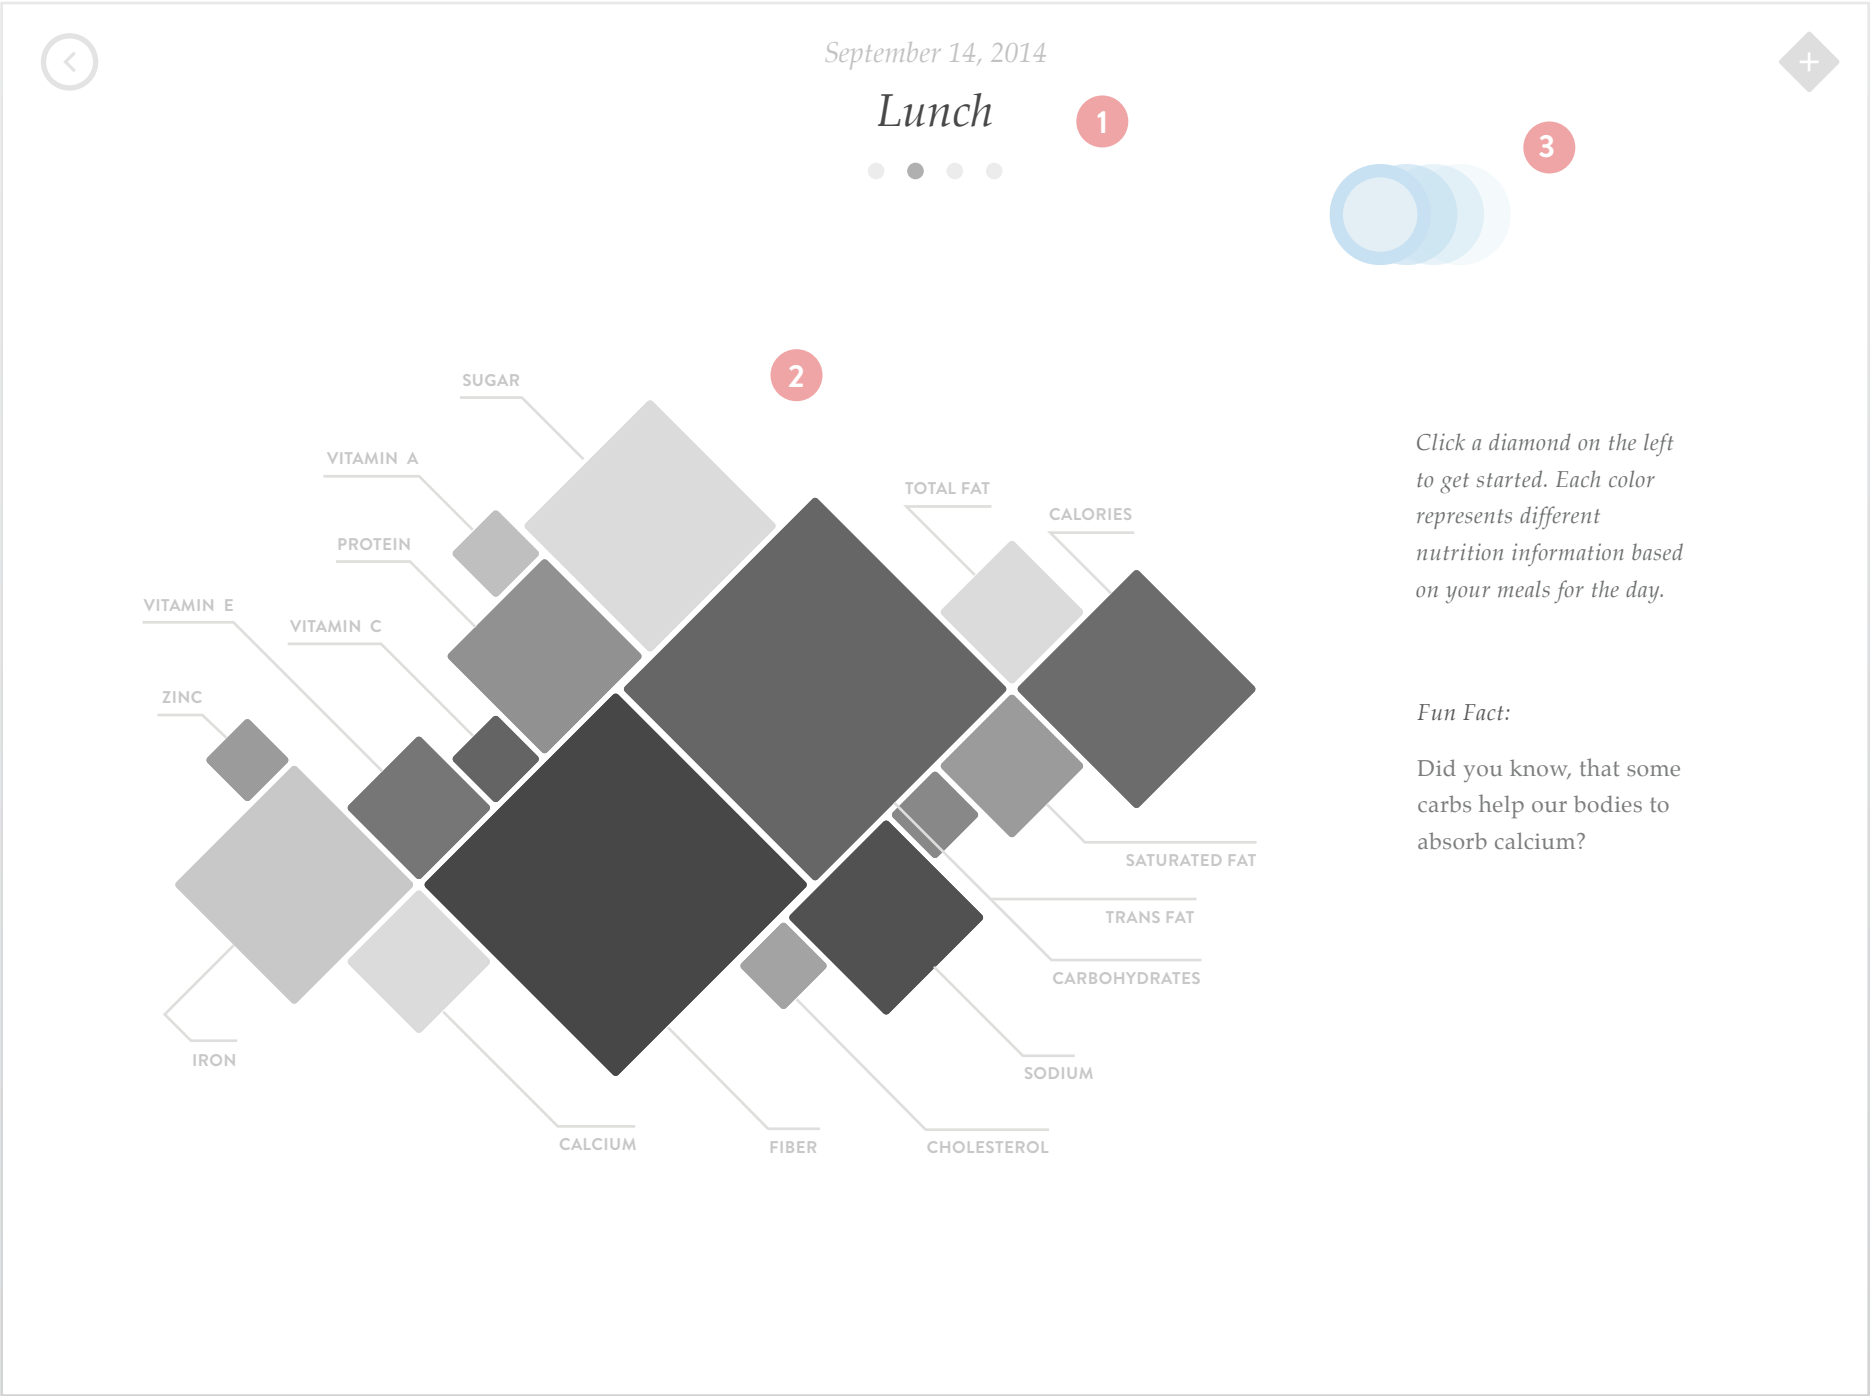 September 14, 2014
Lunch
1
3
2
SUGAR
VITAMIN A
TOTAL FAT
CALORIES
PROTEIN
VITAMIN E
VITAMIN C
ZINC
SATURATED FAT
TRANS FAT
CARBOHYDRATES
IRON
SODIUM
CALCIUM
FIBER
CHOLESTEROL
Click a diamond on the left
to get started. Each color
represents different
nutrition information based
on your meals for the day.
Fun Fact:
Did you know, that some
carbs help our bodies to
absorb calcium?